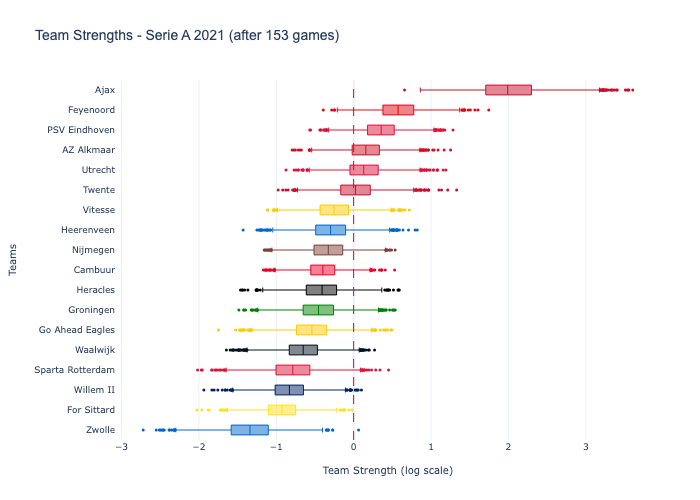 Team Strengths - Serie A 2021 (after 153 games)
Ajax
Feyenoord
PSV Eindhoven
AZ Alkmaar
Utrecht
Twente
Vitesse
Heerenveen
Nijmegen
Cambuur
Heracles
Groningen
Go Ahead Eagles
Waalwijk
Sparta Rotterdam
Willem II
For Sittard
Zwolle
Teams
−3 −2 −1 0 1 2 3
Team Strength (log scale)